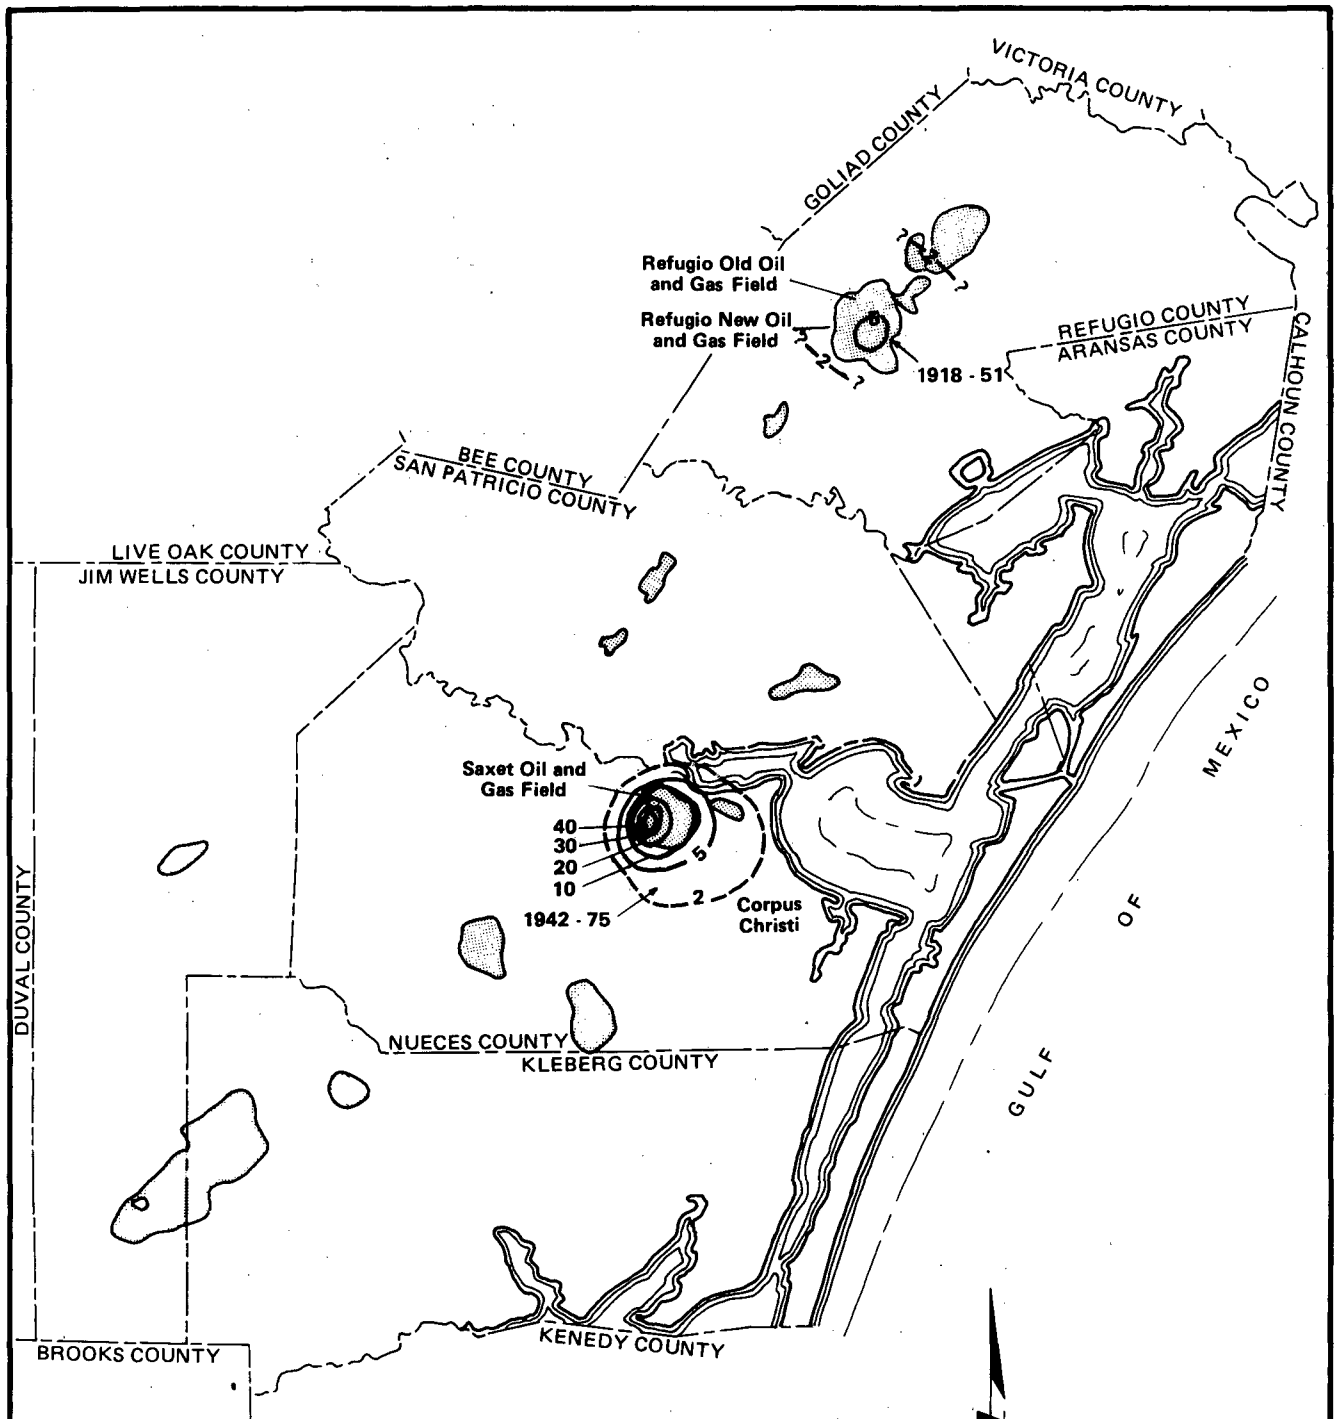 VICTORIA COUNTY
GOLIAD COUNTY
?
2
?
Refugio Old Oil
and Gas Field
Refugio New Oil
and Gas Field
?
2
?
1918 - 51
REFUGIO COUNTY
ARANSAS COUNTY
CALHOUN COUNTY
BEE COUNTY
SAN PATRICIO COUNTY
LIVE OAK COUNTY
JIM WELLS COUNTY
Saxet Oil and
Gas Field
40
30
20
10
5
2
1942 - 75
Corpus
Christi
GULF OF MEXICO
DUVAL COUNTY
NUECES COUNTY
KLEBERG COUNTY
KENEDY COUNTY
BROOKS COUNTY